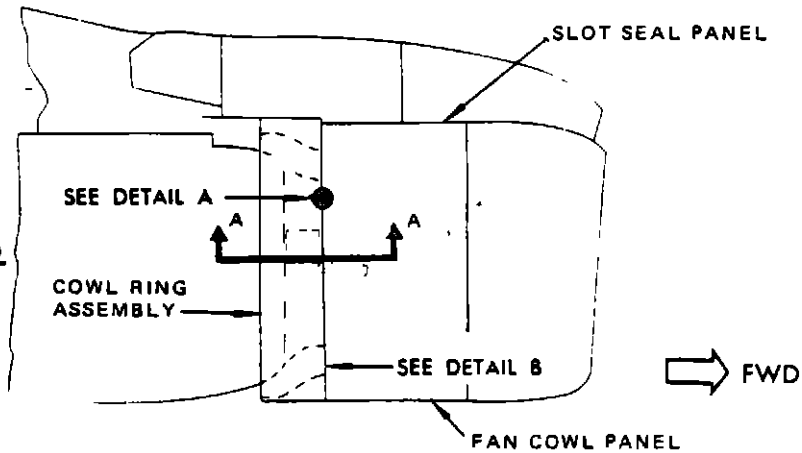 SLOT SEAL PANEL
SEE DETAIL A
A
A
COWL RING
ASSEMBLY
SEE DETAIL B
FWD
FAN COWL PANEL